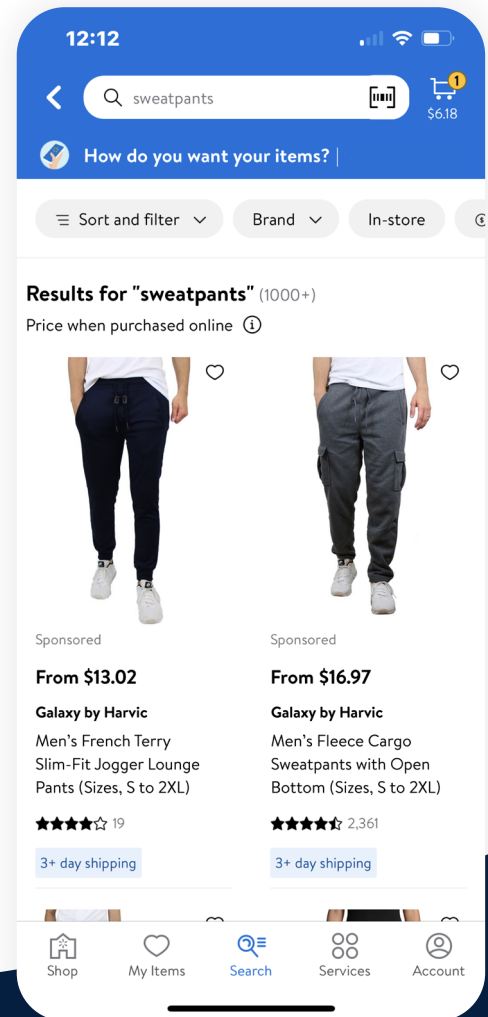 12:12
sweatpants
1
$6.18
How do you want your items?
Sort and filter
Brand
In-store
Results for "sweatpants" (1000+)
Price when purchased online
Sponsored
From $13.02
Galaxy by Harvic
Men's French Terry
Slim-Fit Jogger Lounge
Pants (Sizes, S to 2XL)
19
3+ day shipping
Sponsored
From $16.97
Galaxy by Harvic
Men's Fleece Cargo
Sweatpants with Open
Bottom (Sizes, S to 2XL)
2,361
3+ day shipping
Shop
My Items
Search
Services
Account